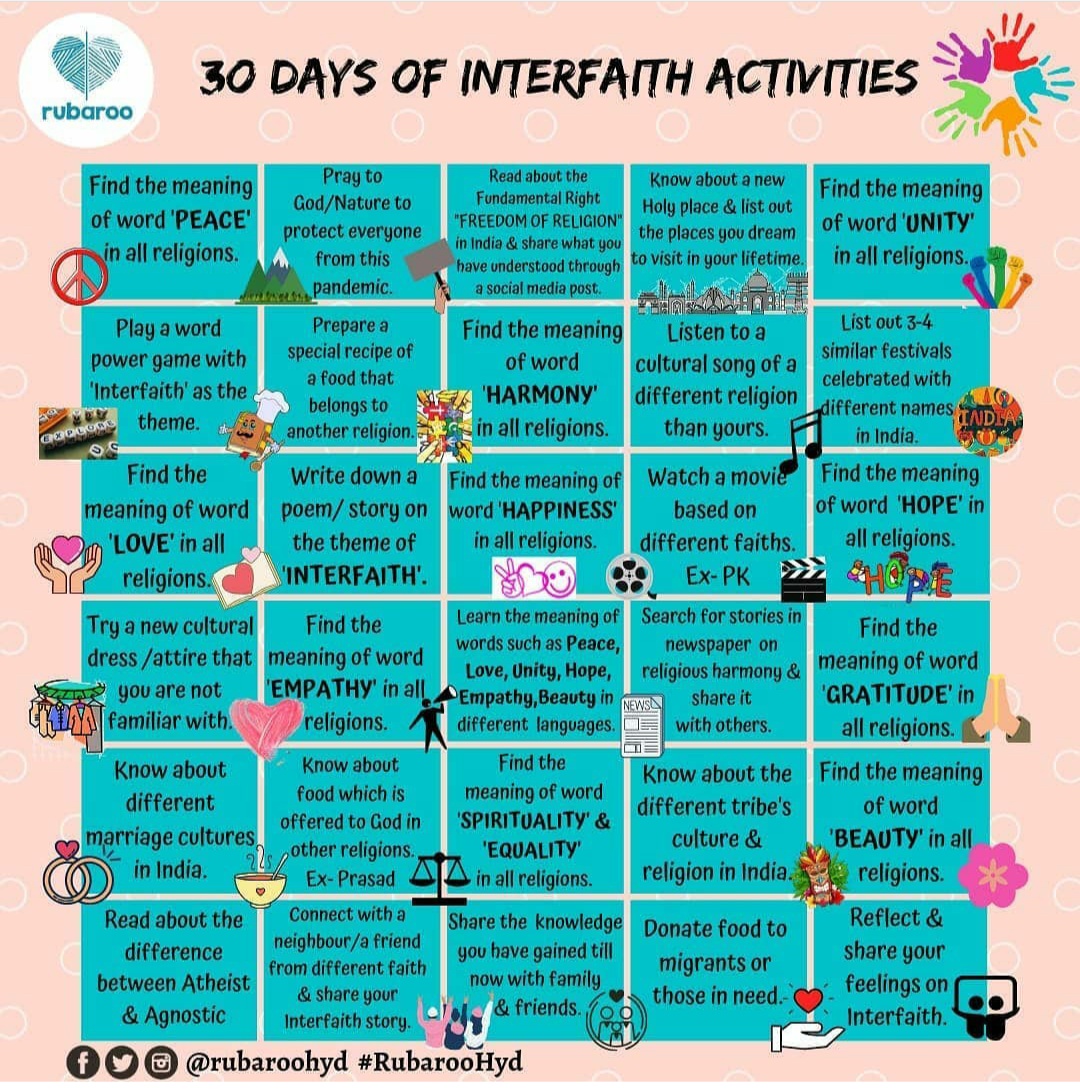 rubaroo
30 DAYS OF INTERFAITH ACTIVITIES
Find the meaning
of word 'PEACE'
in all religions.
Pray to
God/Nature to
protect everyone
from this
pandemic.
Read about the
Fundamental Right
"FREEDOM OF RELIGION"
in India & share what you
have understood through
a social media post.
Know about a new
Holy place & list out
the places you dream
to visit in your lifetime.
Find the meaning
of word 'UNITY'
in all religions.
Play a word
power game with
'Interfaith' as the
theme.
EXPLORE
Prepare a
special recipe of
a food that
belongs to
another religion.
Find the meaning
of word
'HARMONY'
in all religions.
Listen to a
cultural song of a
different religion
than yours.
List out 3-4
similar festivals
celebrated with
different names
in India.
INDIA
Find the
meaning of word
'LOVE' in all
religions.
Write down a
poem/ story on
the theme of
'INTERFAITH'.
Find the meaning of
word 'HAPPINESS'
in all religions.
Watch a movie
based on
different faiths.
Ex- PK
Find the meaning
of word 'HOPE' in
all religions.
HOPE
Try a new cultural
dress /attire that
you are not
familiar with.
Find the
meaning of word
'EMPATHY' in all
religions.
Learn the meaning of
words such as Peace,
Love, Unity, Hope,
Empathy,Beauty in
different languages.
Search for stories in
newspaper on
religious harmony &
share it
with others.
NEWS
Find the
meaning of word
'GRATITUDE' in
all religions.
Know about
different
marriage cultures
in India.
Know about
food which is
offered to God in
other religions.
Ex- Prasad
Find the
meaning of word
'SPIRITUALITY' &
'EQUALITY'
in all religions.
Know about the
different tribe's
culture &
religion in India.
Find the meaning
of word
'BEAUTY' in all
religions.
Read about the
difference
between Atheist
& Agnostic
Connect with a
neighbour/a friend
from different faith
& share your
Interfaith story.
Share the knowledge
you have gained till
now with family
& friends.
Donate food to
migrants or
those in need.
Reflect &
share your
feelings on
Interfaith.
@rubaroohyd #RubarooHyd